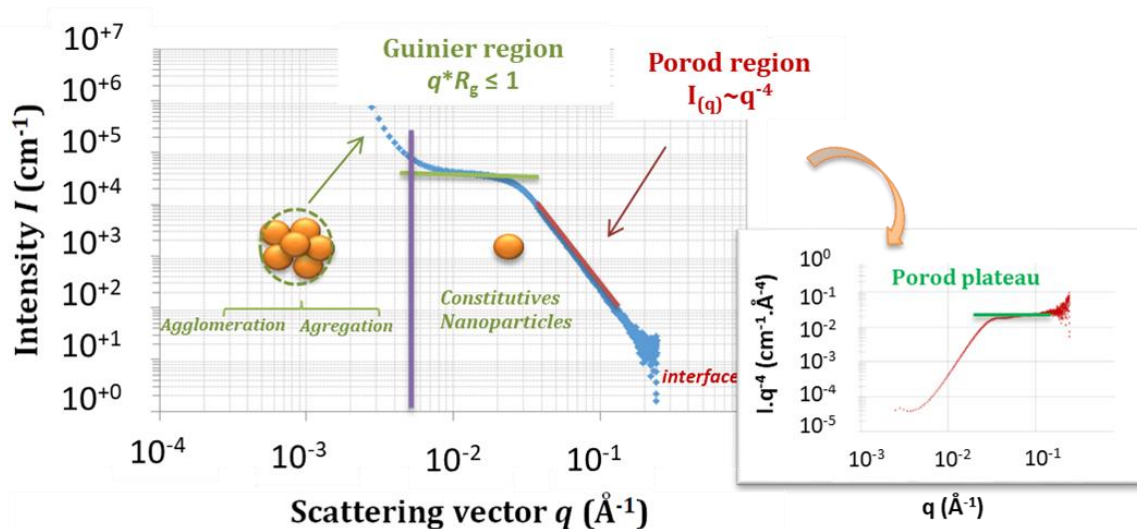 Guinier region
q*Rg ≤ 1
Porod region
I(q)~q-4
Intensity I (cm-1)
10+7
10+6
10+5
10+4
10+3
10+2
10+1
10+0
Agglomeration
Agregation
Constitutives
Nanoparticles
interface
10-4
10-3
10-2
10-1
Scattering vector q (Å-1)
Porod plateau
I.q-4 (cm-1.Å-4)
100
10-1
10-2
10-3
10-4
10-5
10-3
10-2
10-1
q (Å-1)